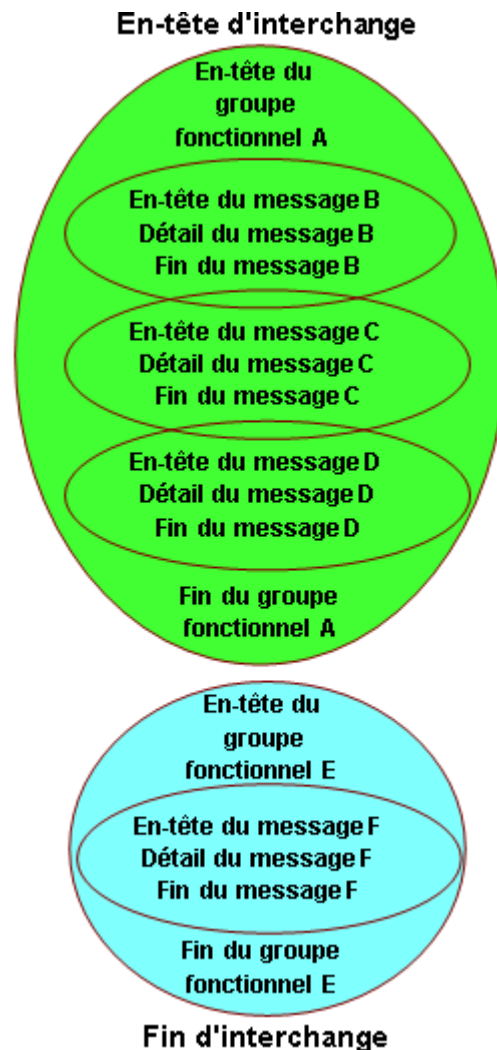 En-tête d'interchange
En-tête du
groupe
fonctionnel A
En-tête du message B
Détail du message B
Fin du message B
En-tête du message C
Détail du message C
Fin du message C
En-tête du message D
Détail du message D
Fin du message D
Fin du groupe
fonctionnel A
En-tête du
groupe
fonctionnel E
En-tête du message F
Détail du message F
Fin du message F
Fin du groupe
fonctionnel E
Fin d'interchange